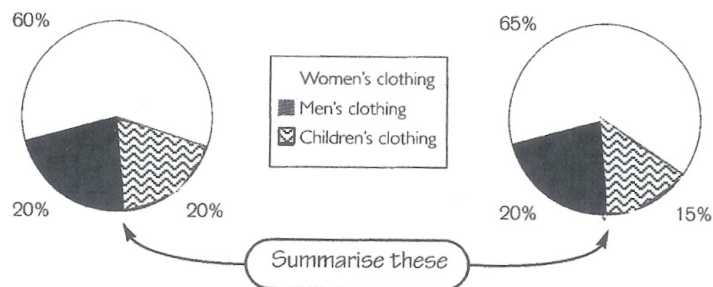 60%
65%
Women's clothing
Men's clothing
Children's clothing
20%
20%
20%
15%
Summarise these